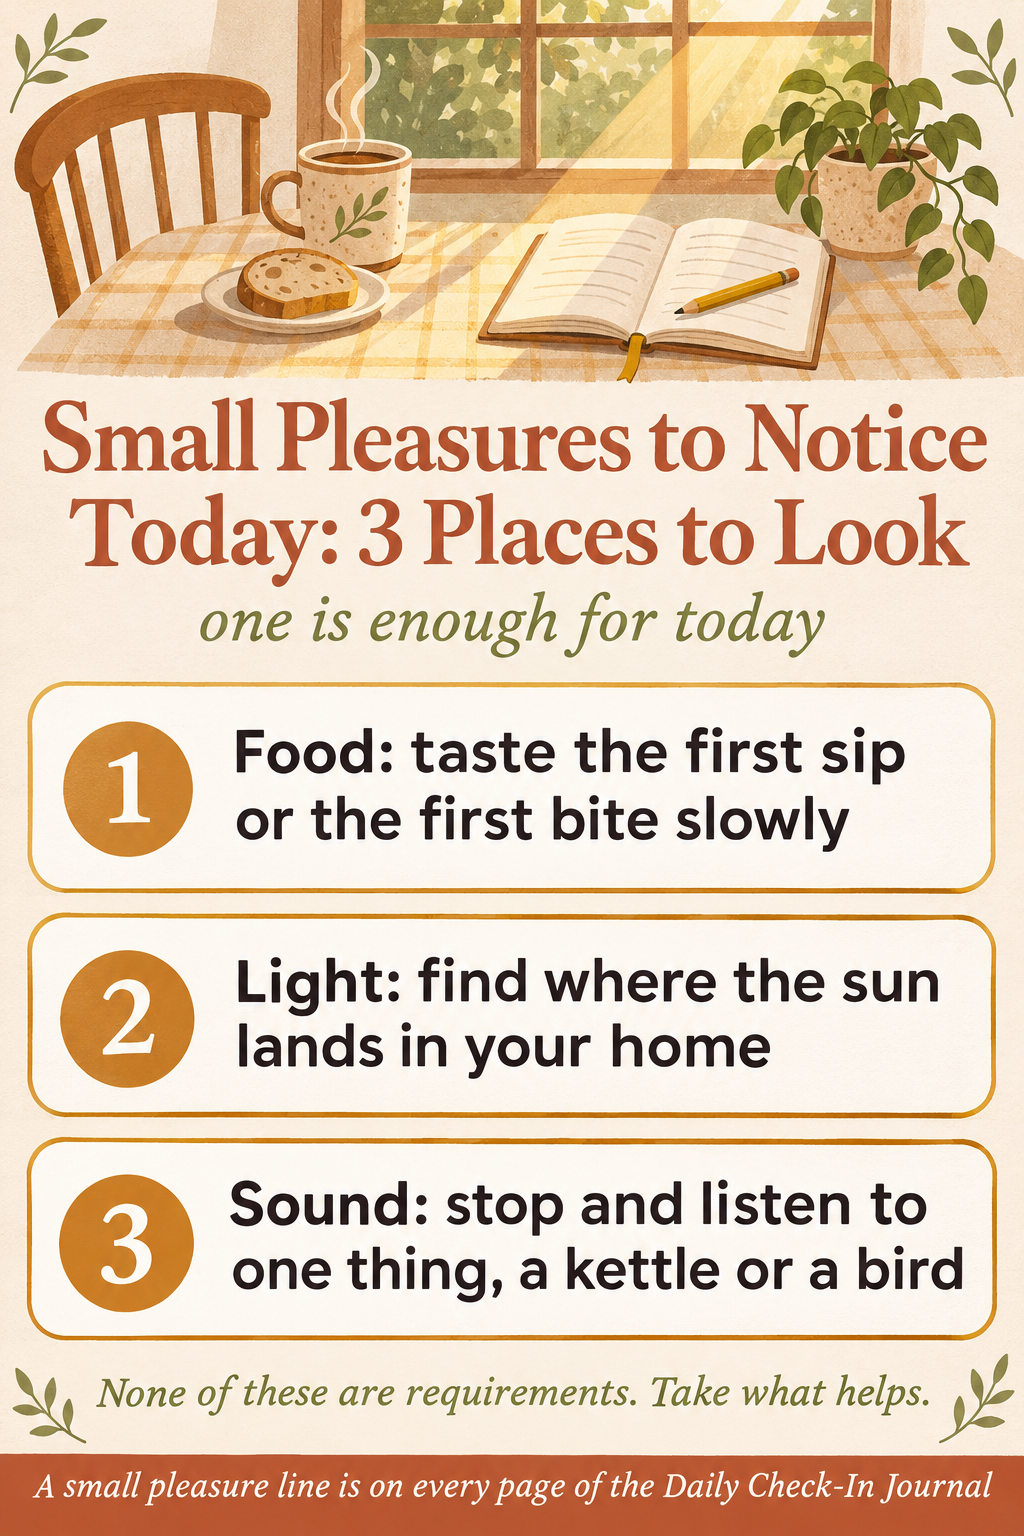 Small Pleasures to Notice
Today: 3 Places to Look
one is enough for today
1
Food: taste the first sip
or the first bite slowly
2
Light: find where the sun
lands in your home
3
Sound: stop and listen to
one thing, a kettle or a bird
None of these are requirements. Take what helps.
A small pleasure line is on every page of the Daily Check-In Journal